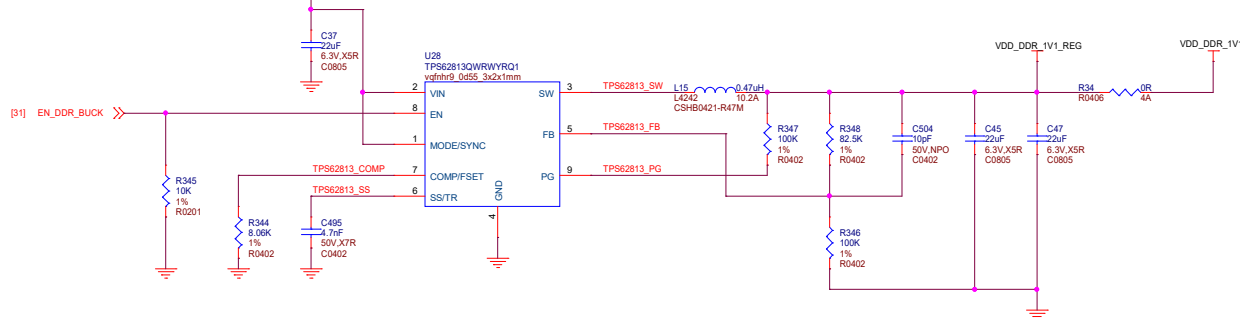 C37
22uF
6.3V,X5R
C0805
U28
TPS62813QWRWYRQ1
vqfnhr9_0d55_3x2x1mm
VDD_DDR_1V1_REG
VDD_DDR_1V1
2
VIN
SW
3
TPS62813_SW
L15
0.47uH
L4242
10.2A
CSHB0421-R47M
R34
0R
R0406
4A
[31] EN_DDR_BUCK
8
EN
FB
5
TPS62813_FB
1
MODE/SYNC
R347
100K
1%
R0402
R348
82.5K
1%
R0402
C504
10pF
50V,NPO
C0402
C45
22uF
6.3V,X5R
C0805
C47
22uF
6.3V,X5R
C0805
TPS62813_COMP
7
COMP/FSET
PG
9
TPS62813_PG
TPS62813_SS
6
SS/TR
GND
4
R345
10K
1%
R0201
R344
8.06K
1%
R0402
C495
4.7nF
50V,X7R
C0402
R346
100K
1%
R0402